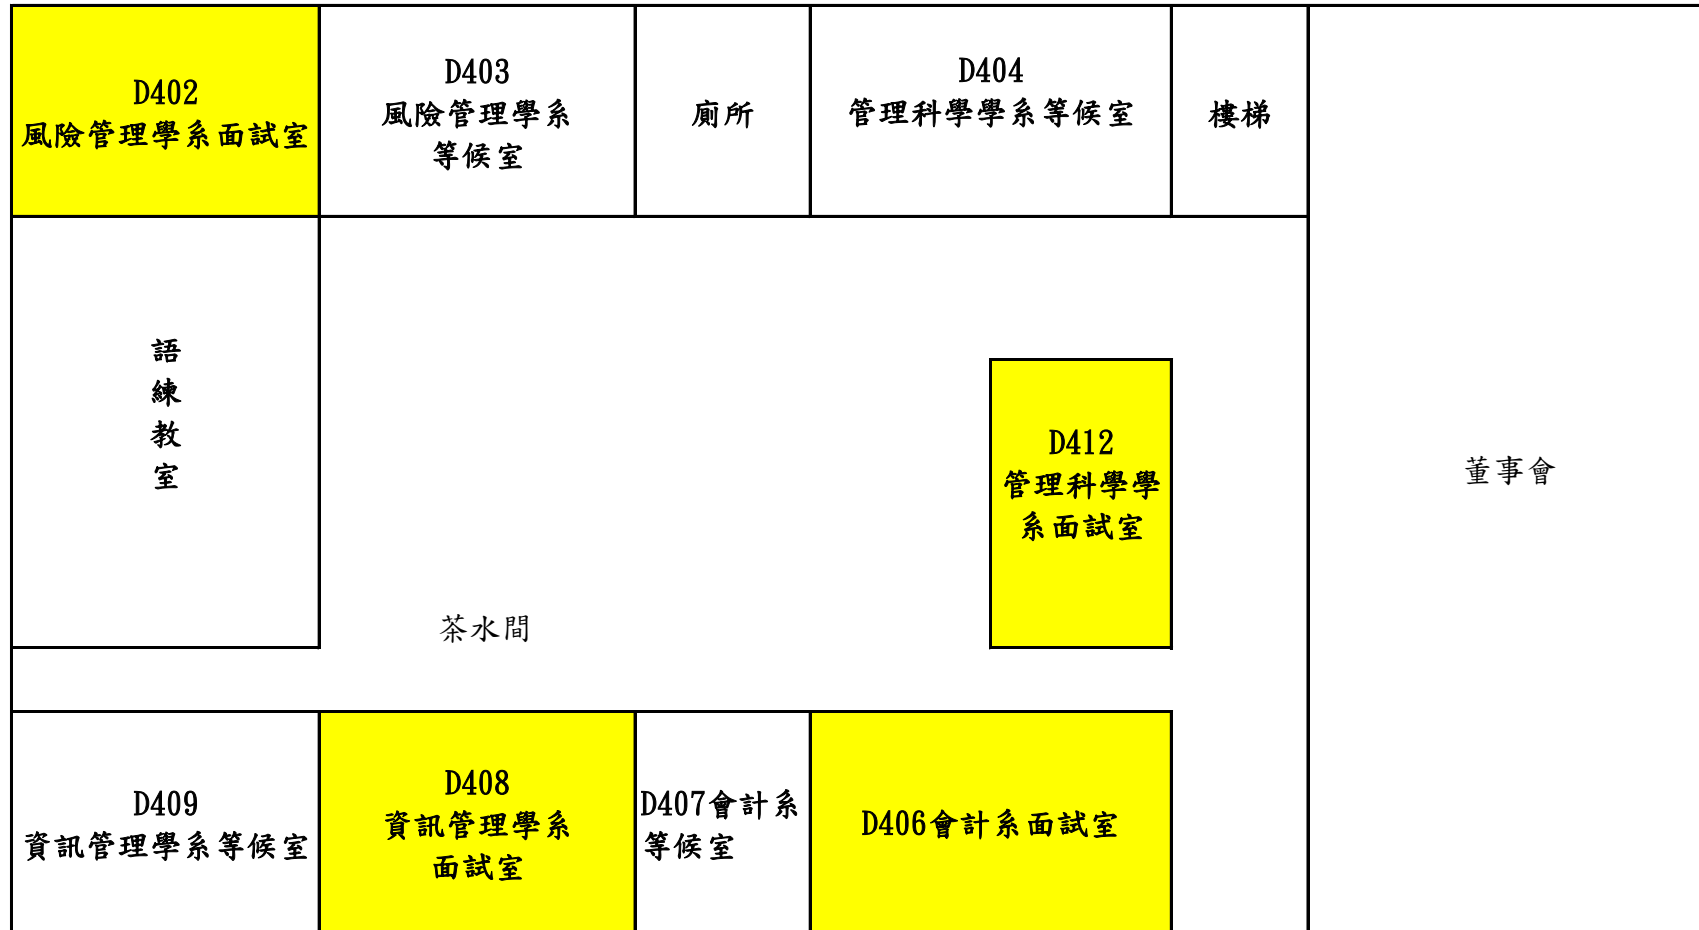 D402
風險管理學系面試室
D403
風險管理學系
等候室
廁所
D404
管理科學學系等候室
樓梯
語
練
教
室
D412
管理科學學
系面試室
董事會
茶水間
D409
資訊管理學系等候室
D408
資訊管理學系
面試室
D407會計系
等候室
D406會計系面試室